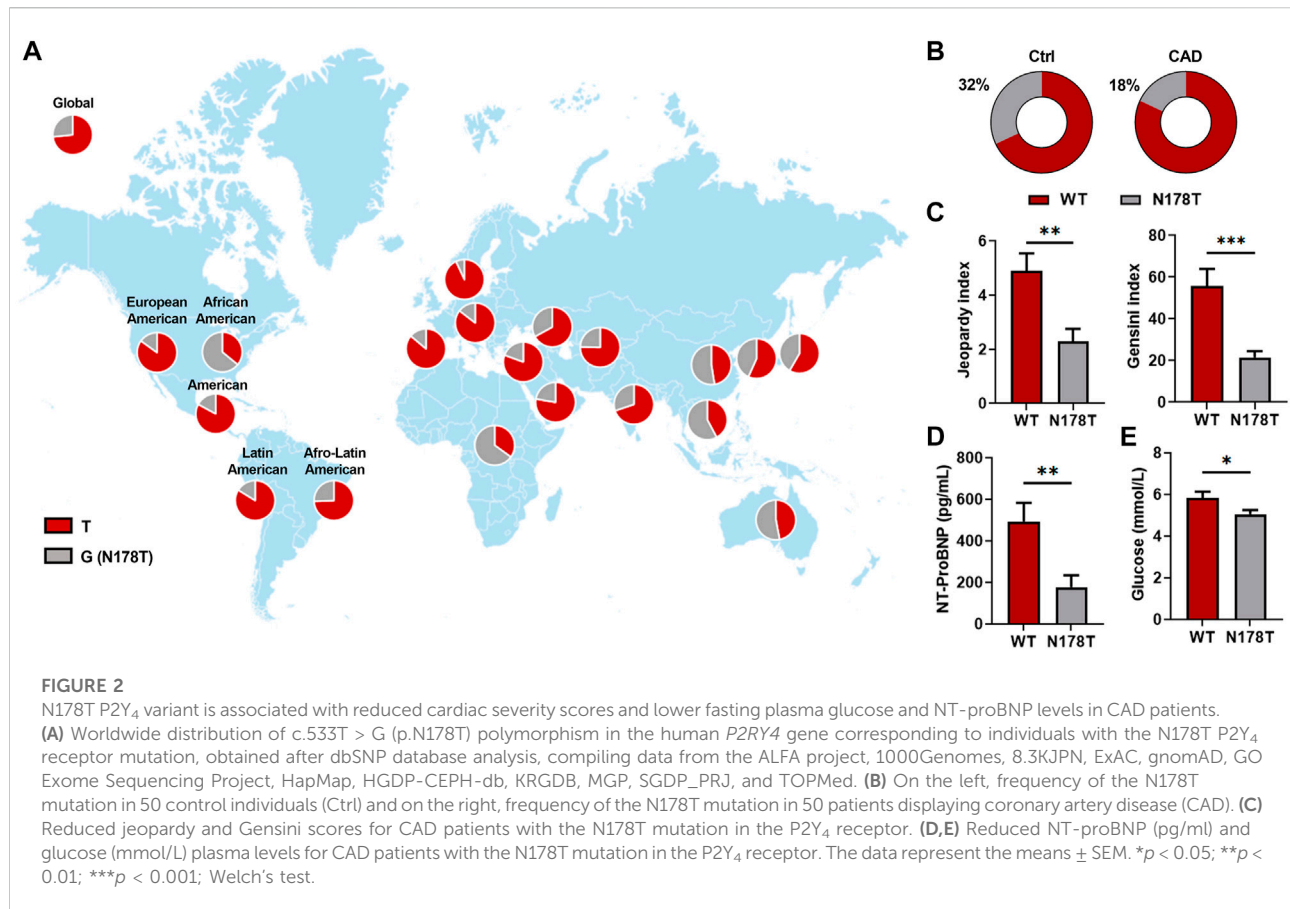 A
Global
European
American
African
American
American
Latin
American
Afro-Latin
American
T
G (N178T)
B
Ctrl
CAD
32%
18%
WT
N178T
C
Jeopardy index
6
4
2
0
**
WT
N178T
Gensini index
80
60
40
20
0
***
WT
N178T
D
NT-ProBNP (pg/mL)
800
600
400
200
0
**
WT
N178T
E
Glucose (mmol/L)
8
6
4
2
0
*
WT
N178T
FIGURE 2
N178T P2Y₄ variant is associated with reduced cardiac severity scores and lower fasting plasma glucose and NT-proBNP levels in CAD patients.
(A) Worldwide distribution of c.533T > G (p.N178T) polymorphism in the human P2RY4 gene corresponding to individuals with the N178T P2Y₄
receptor mutation, obtained after dbSNP database analysis, compiling data from the ALFA project, 1000Genomes, 8.3KJPN, ExAC, gnomAD, GO
Exome Sequencing Project, HapMap, HGDP-CEPH-db, KRGDB, MGP, SGDP_PRJ, and TOPMed. (B) On the left, frequency of the N178T
mutation in 50 control individuals (Ctrl) and on the right, frequency of the N178T mutation in 50 patients displaying coronary artery disease (CAD). (C)
Reduced jeopardy and Gensini scores for CAD patients with the N178T mutation in the P2Y₄ receptor. (D,E) Reduced NT-proBNP (pg/ml) and
glucose (mmol/L) plasma levels for CAD patients with the N178T mutation in the P2Y₄ receptor. The data represent the means ± SEM. *p < 0.05; **p <
0.01; ***p < 0.001; Welch's test.